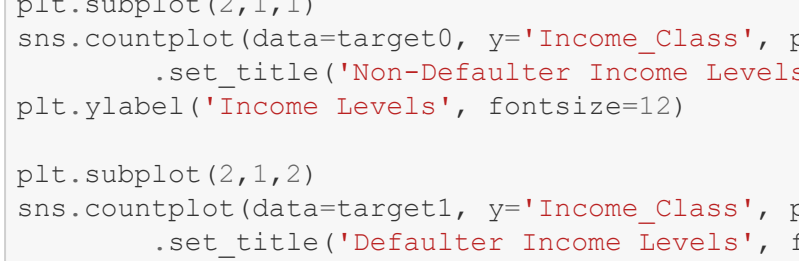 plt.subplot(2,1,1)
sns.countplot(data=target0, y='Income_Class', p
        .set_title('Non-Defaulter Income Levels
plt.ylabel('Income Levels', fontsize=12)
plt.subplot(2,1,2)
sns.countplot(data=target1, y='Income_Class', p
        .set_title('Defaulter Income Levels', f